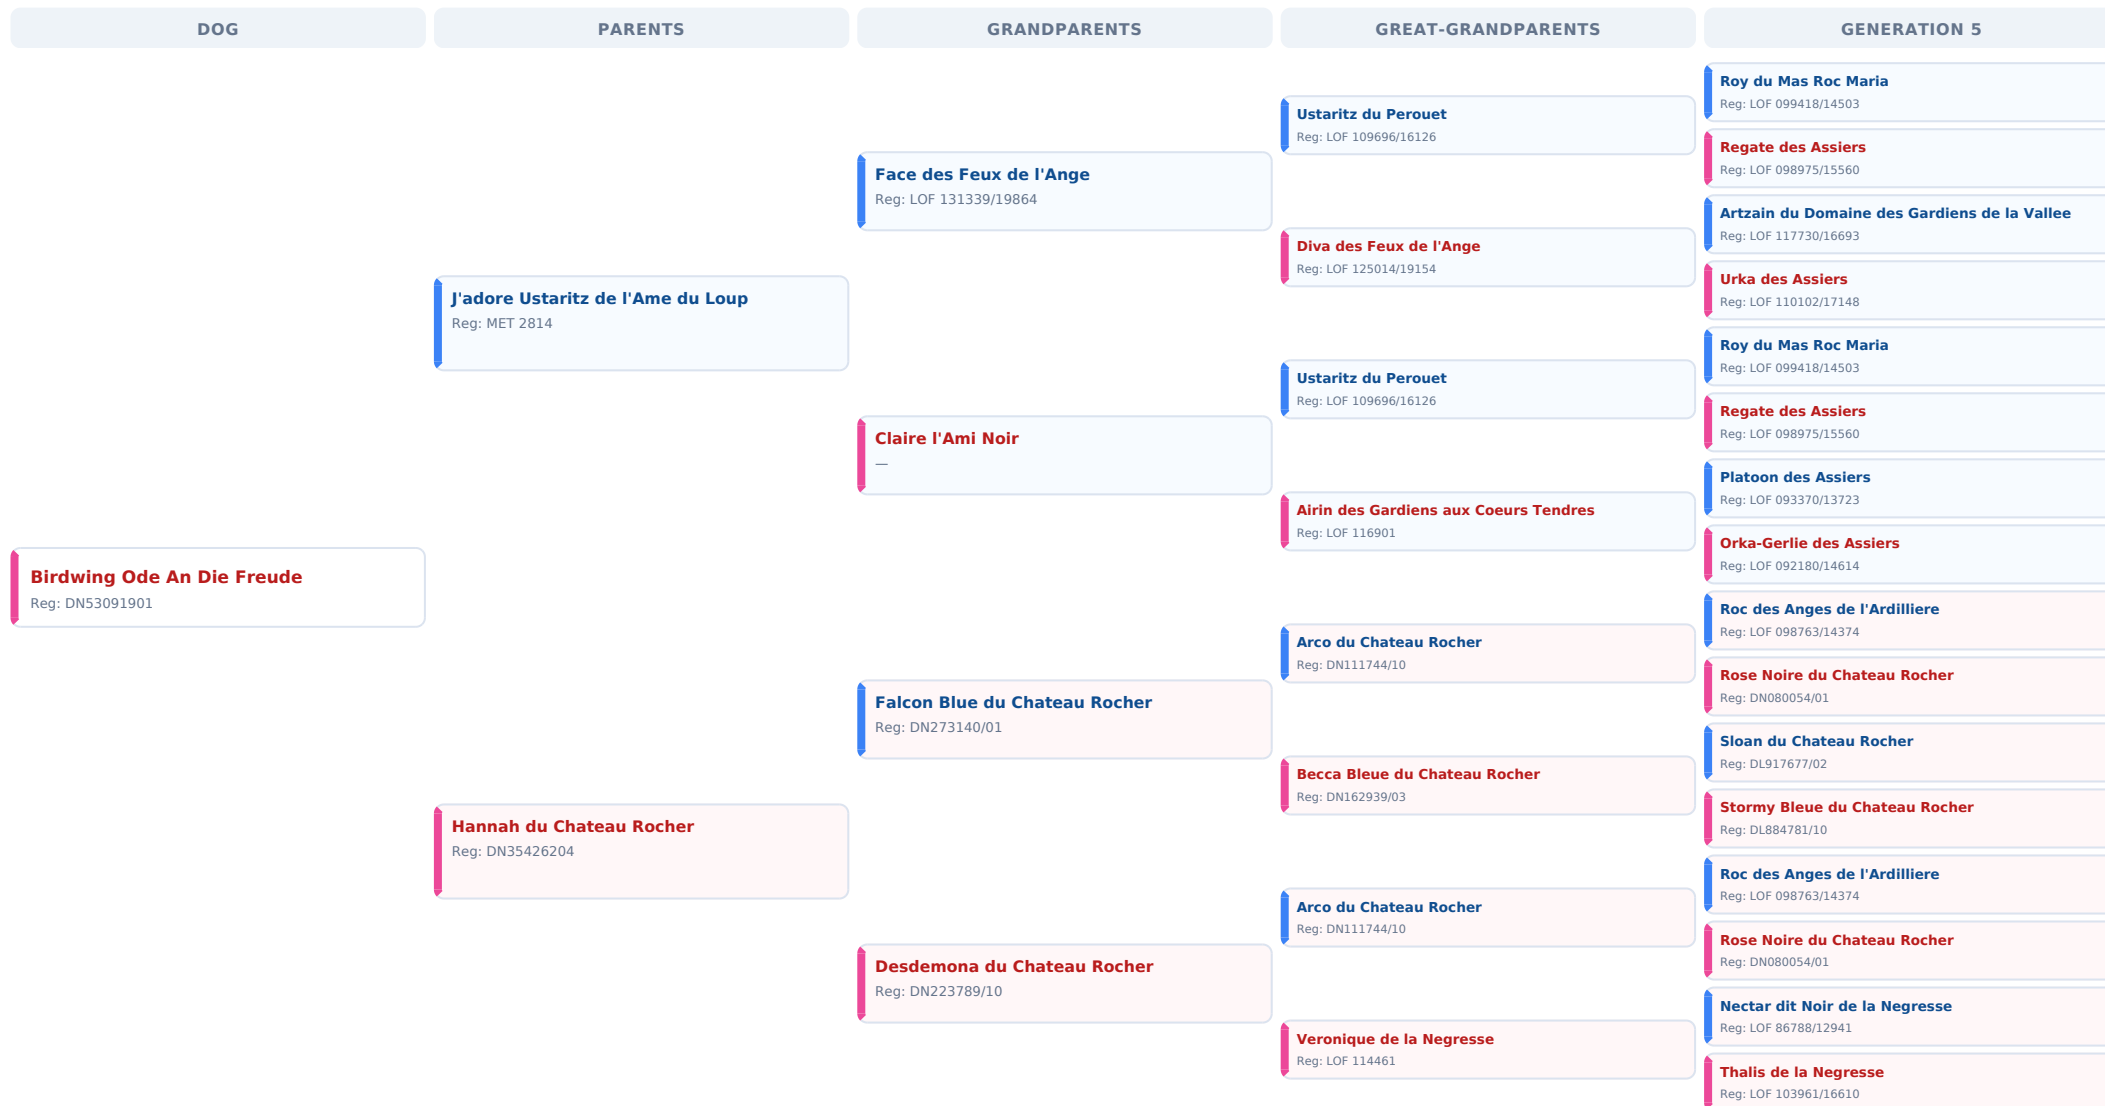 DOG
PARENTS
GRANDPARENTS
GREAT-GRANDPARENTS
GENERATION 5
Birdwing Ode An Die Freude
Reg: DN53091901
J'adore Ustaritz de l'Ame du Loup
Reg: MET 2814
Hannah du Chateau Rocher
Reg: DN35426204
Face des Feux de l'Ange
Reg: LOF 131339/19864
Claire l'Ami Noir
—
Falcon Blue du Chateau Rocher
Reg: DN273140/01
Desdemona du Chateau Rocher
Reg: DN223789/10
Ustaritz du Perouet
Reg: LOF 109696/16126
Diva des Feux de l'Ange
Reg: LOF 125014/19154
Ustaritz du Perouet
Reg: LOF 109696/16126
Airin des Gardiens aux Coeurs Tendres
Reg: LOF 116901
Arco du Chateau Rocher
Reg: DN111744/10
Becca Bleue du Chateau Rocher
Reg: DN162939/03
Arco du Chateau Rocher
Reg: DN111744/10
Veronique de la Negresse
Reg: LOF 114461
Roy du Mas Roc Maria
Reg: LOF 099418/14503
Regate des Assiers
Reg: LOF 098975/15560
Artzain du Domaine des Gardiens de la Vallee
Reg: LOF 117730/16693
Urka des Assiers
Reg: LOF 110102/17148
Roy du Mas Roc Maria
Reg: LOF 099418/14503
Regate des Assiers
Reg: LOF 098975/15560
Platoon des Assiers
Reg: LOF 093370/13723
Orka-Gerlie des Assiers
Reg: LOF 092180/14614
Roc des Anges de l'Ardilliere
Reg: LOF 098763/14374
Rose Noire du Chateau Rocher
Reg: DN080054/01
Sloan du Chateau Rocher
Reg: DL917677/02
Stormy Bleue du Chateau Rocher
Reg: DL884781/10
Roc des Anges de l'Ardilliere
Reg: LOF 098763/14374
Rose Noire du Chateau Rocher
Reg: DN080054/01
Nectar dit Noir de la Negresse
Reg: LOF 86788/12941
Thalis de la Negresse
Reg: LOF 103961/16610